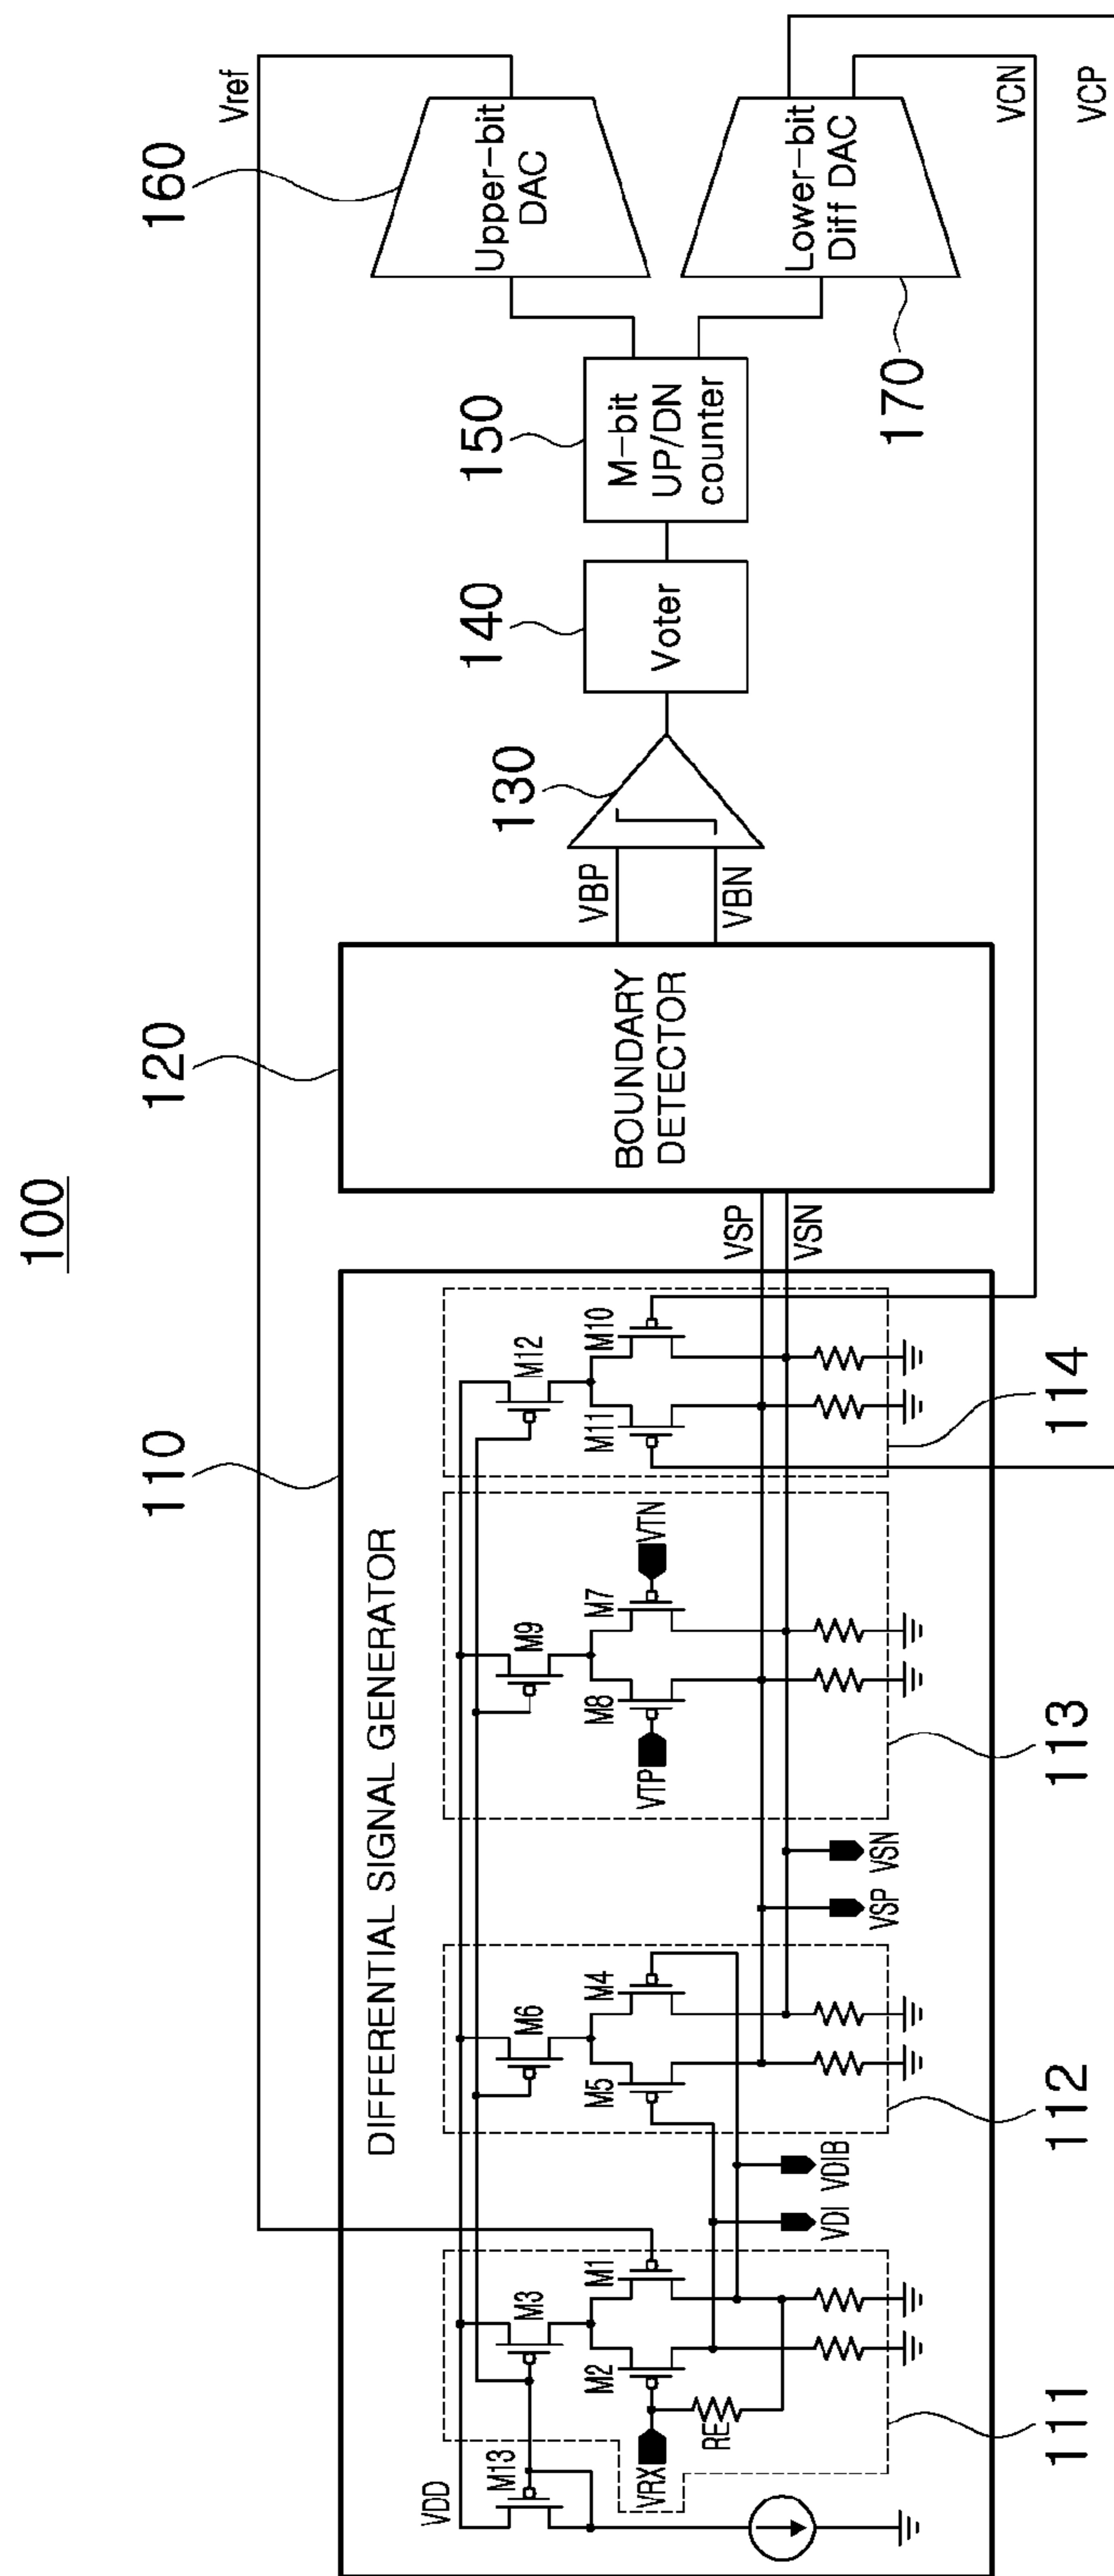 100
110
120
130
140
150
160
Vref
DIFFERENTIAL SIGNAL GENERATOR
VDD
M13
M3
M2
M1
VRX
RE
VDI
VDIB
M6
M5
M4
VSP
VSN
M9
M8
M7
VTP
VTN
M12
M11
M10
VSP
VSN
BOUNDARY
DETECTOR
VBP
VBN
Voter
M-bit
UP/DN
counter
Upper-bit
DAC
Lower-bit
Diff DAC
VCN
VCP
111
112
113
114
170